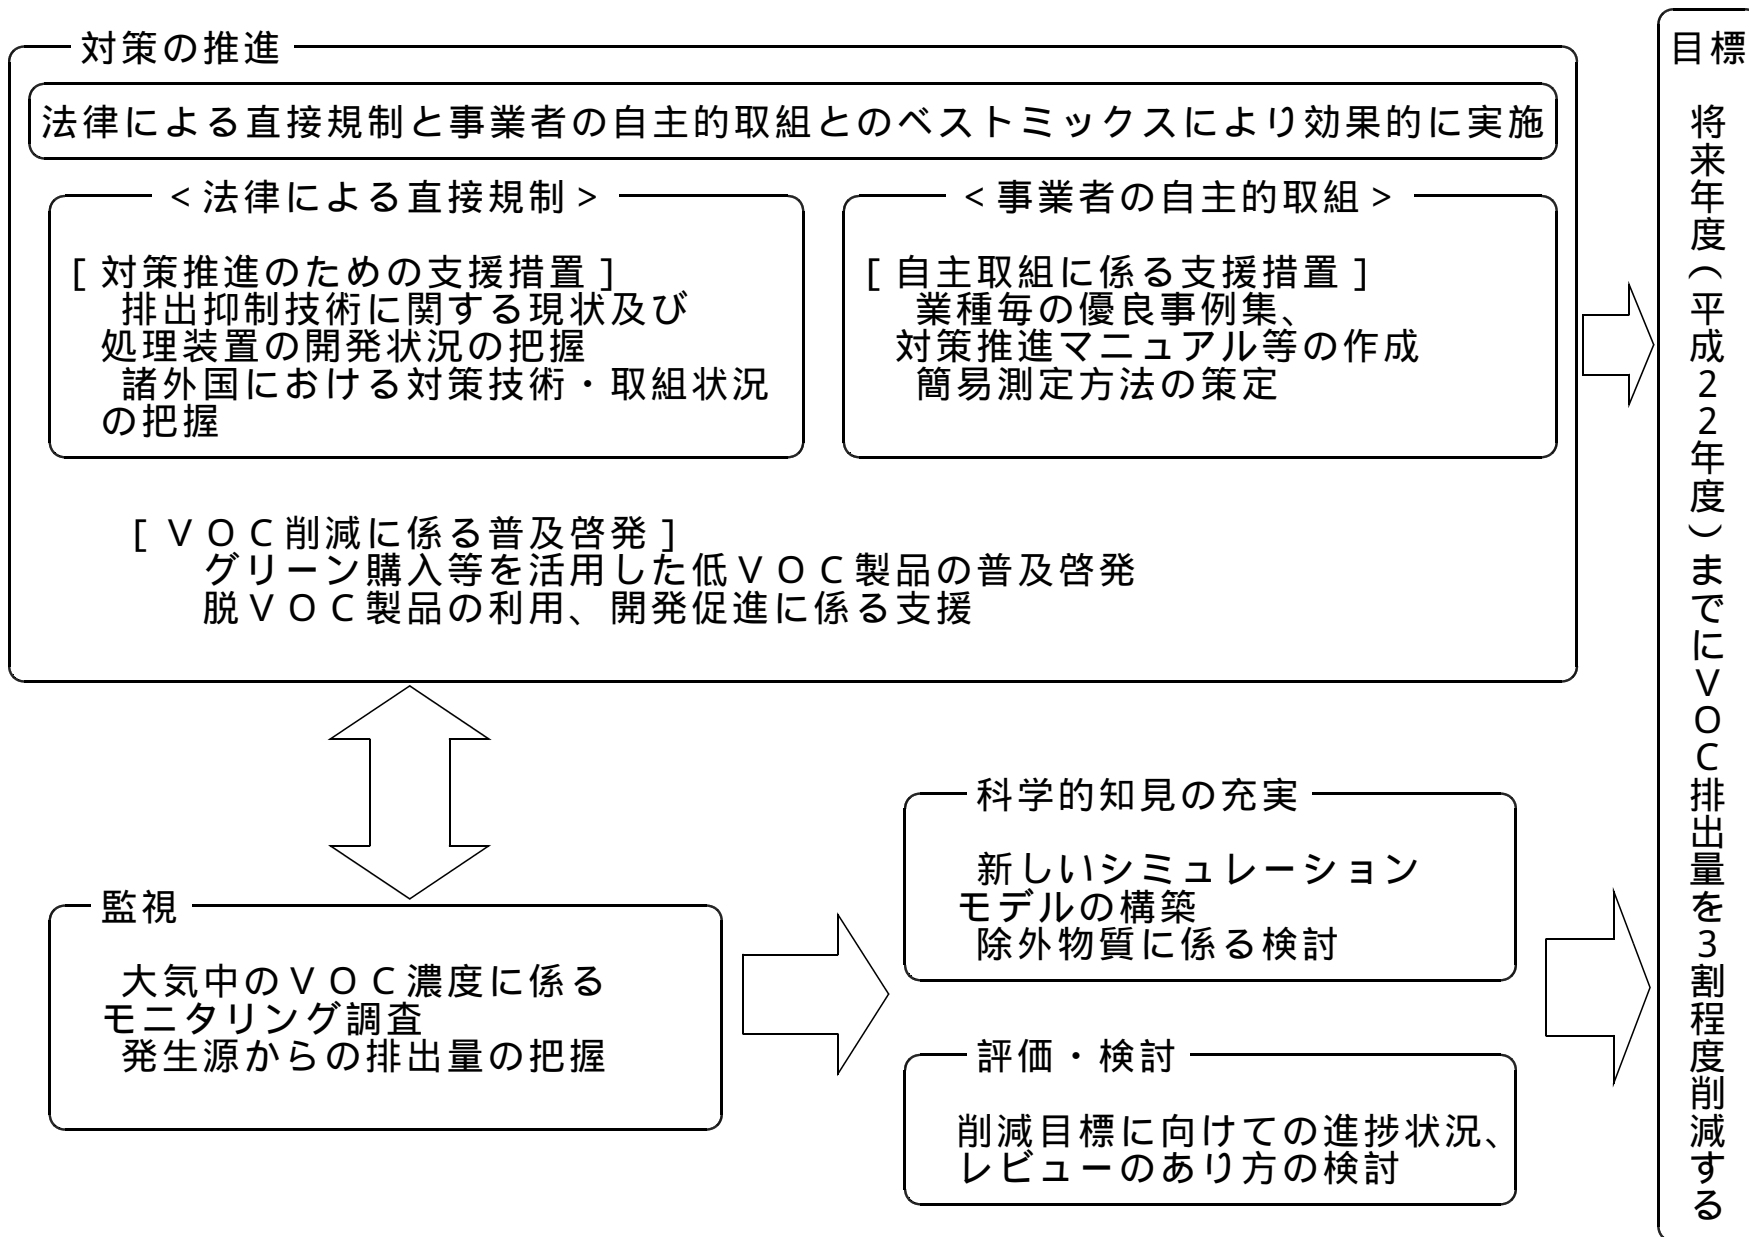 対策の推進
法律による直接規制と事業者の自主的取組とのベストミックスにより効果的に実施
<法律による直接規制>
[対策推進のための支援措置]
排出抑制技術に関する現状及び
処理装置の開発状況の把握
諸外国における対策技術・取組状況
の把握
<事業者の自主的取組>
[自主取組に係る支援措置]
業種毎の優良事例集、
対策推進マニュアル等の作成
簡易測定方法の策定
[ＶＯＣ削減に係る普及啓発]
グリーン購入等を活用した低ＶＯＣ製品の普及啓発
脱ＶＯＣ製品の利用、開発促進に係る支援
監視
大気中のＶＯＣ濃度に係る
モニタリング調査
発生源からの排出量の把握
科学的知見の充実
新しいシミュレーション
モデルの構築
除外物質に係る検討
評価・検討
削減目標に向けての進捗状況、
レビューのあり方の検討
目標
将来年度（平成２２年度）までにＶＯＣ排出量を３割程度削減する